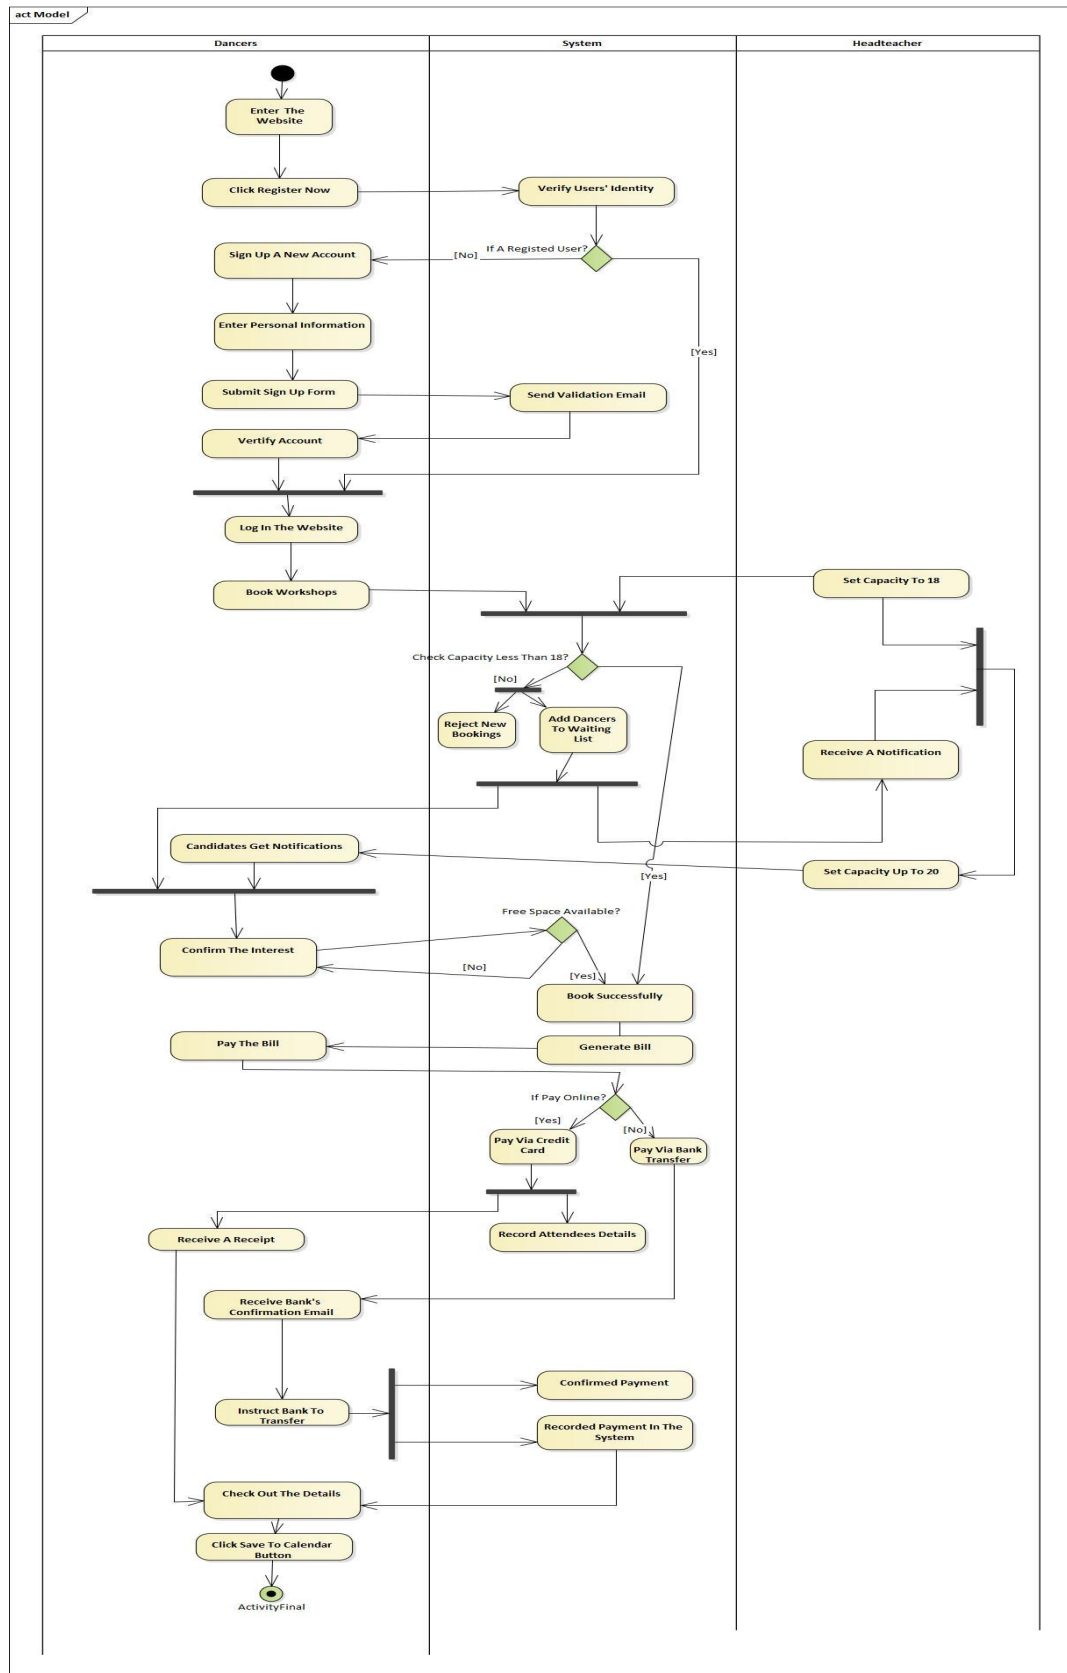 act Model
Dancers
System
Headteacher
Enter The
Website
Click Register Now
Verify Users' Identity
If A Registed User?
[No]
Sign Up A New Account
Enter Personal Information
[Yes]
Submit Sign Up Form
Send Validation Email
Vertify Account
Log In The Website
Book Workshops
Set Capacity To 18
Check Capacity Less Than 18?
[No]
Reject New
Bookings
Add Dancers
To Waiting
List
Receive A Notification
Candidates Get Notifications
Set Capacity Up To 20
[Yes]
Free Space Available?
Confirm The Interest
[No]
[Yes]
Book Successfully
Pay The Bill
Generate Bill
If Pay Online?
[Yes]
[No]
Pay Via Credit
Card
Pay Via Bank
Transfer
Receive A Receipt
Record Attendees Details
Receive Bank's
Confirmation Email
Confirmed Payment
Instruct Bank To
Transfer
Recorded Payment In The
System
Check Out The Details
Click Save To Calendar
Button
ActivityFinal